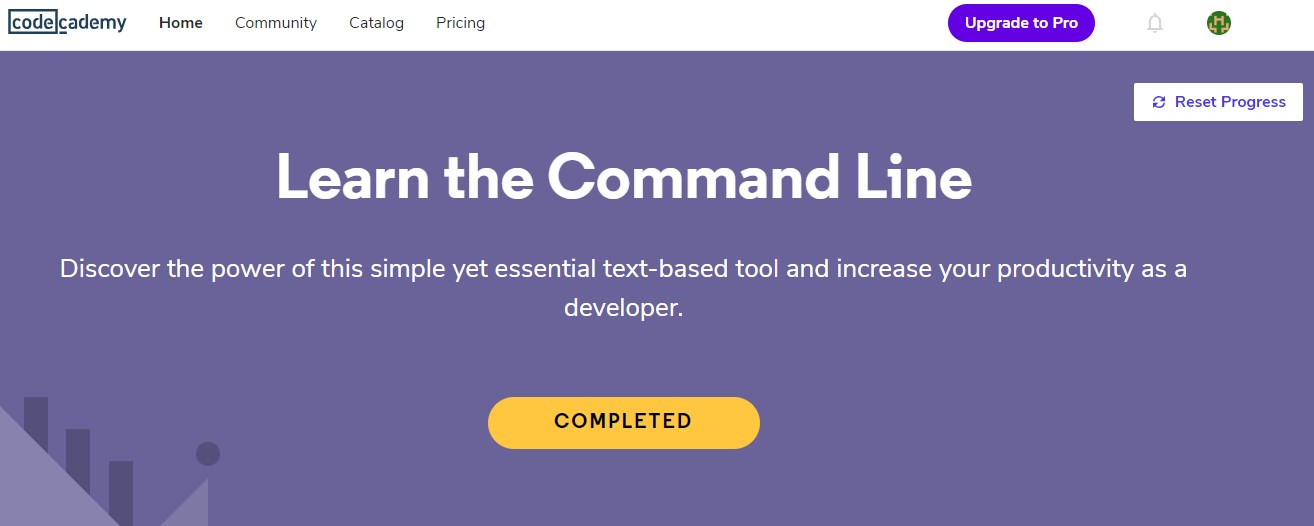 codecademy Home Community Catalog Pricing Upgrade to Pro
Reset Progress
Learn the Command Line
Discover the power of this simple yet essential text-based tool and increase your productivity as a
developer.
COMPLETED